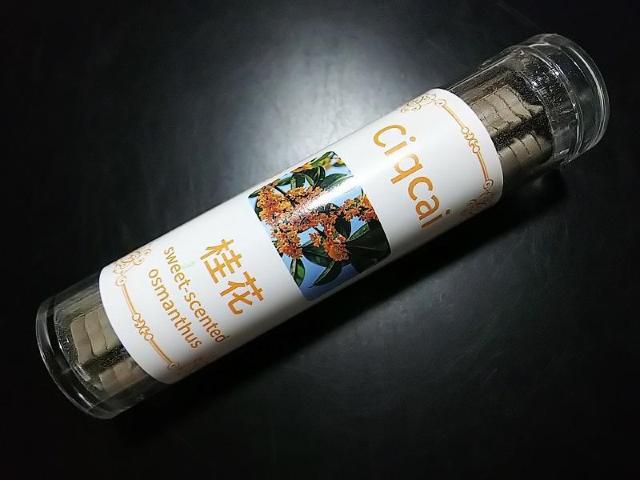 Ciqcai
桂花
sweet-scented
osmanthus